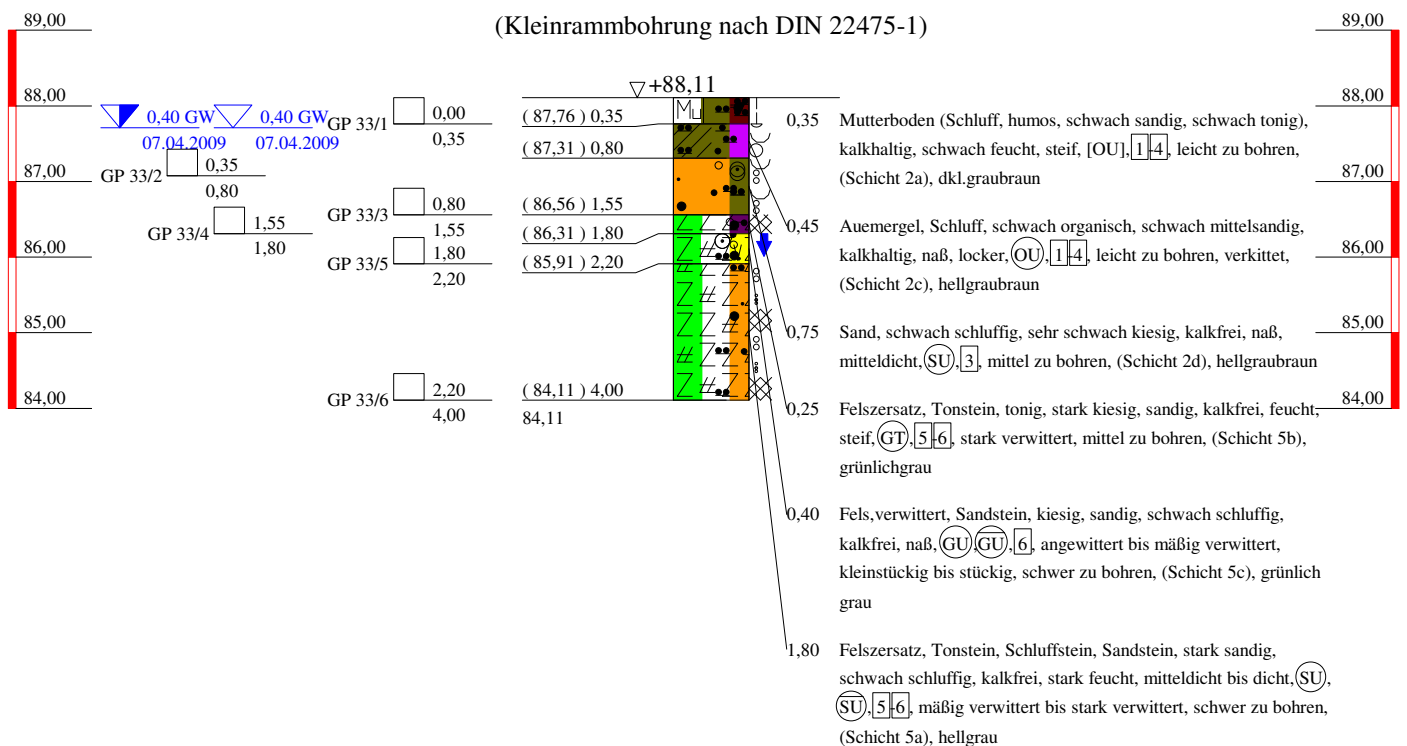 (Kleinrammbohrung nach DIN 22475-1)
89,00
88,00
87,00
86,00
85,00
84,00
0,40 GW
07.04.2009
0,40 GW
07.04.2009
GP 33/1
0,00
0,35
GP 33/2
0,35
0,80
GP 33/3
0,80
1,55
GP 33/4
1,55
1,80
GP 33/5
1,80
2,20
GP 33/6
2,20
4,00
+88,11
( 87,76 ) 0,35
( 87,31 ) 0,80
( 86,56 ) 1,55
( 86,31 ) 1,80
( 85,91 ) 2,20
( 84,11 ) 4,00
84,11
Mu
0,35 Mutterboden (Schluff, humos, schwach sandig, schwach tonig),
kalkhaltig, schwach feucht, steif, [OU], 1-4, leicht zu bohren,
(Schicht 2a), dkl.graubraun
0,45 Auemergel, Schluff, schwach organisch, schwach mittelsandig,
kalkhaltig, naß, locker, OU, 1-4, leicht zu bohren, verkittet,
(Schicht 2c), hellgraubraun
0,75 Sand, schwach schluffig, sehr schwach kiesig, kalkfrei, naß,
mitteldicht, SU, 3, mittel zu bohren, (Schicht 2d), hellgraubraun
0,25 Felszersatz, Tonstein, tonig, stark kiesig, sandig, kalkfrei, feucht,
steif, GT, 5-6, stark verwittert, mittel zu bohren, (Schicht 5b),
grünlichgrau
0,40 Fels,verwittert, Sandstein, kiesig, sandig, schwach schluffig,
kalkfrei, naß, GU, G̅U̅, 6, angewittert bis mäßig verwittert,
kleinstückig bis stückig, schwer zu bohren, (Schicht 5c), grünlich
grau
1,80 Felszersatz, Tonstein, Schluffstein, Sandstein, stark sandig,
schwach schluffig, kalkfrei, stark feucht, mitteldicht bis dicht, SU,
S̅U̅, 5-6, mäßig verwittert bis stark verwittert, schwer zu bohren,
(Schicht 5a), hellgrau
89,00
88,00
87,00
86,00
85,00
84,00